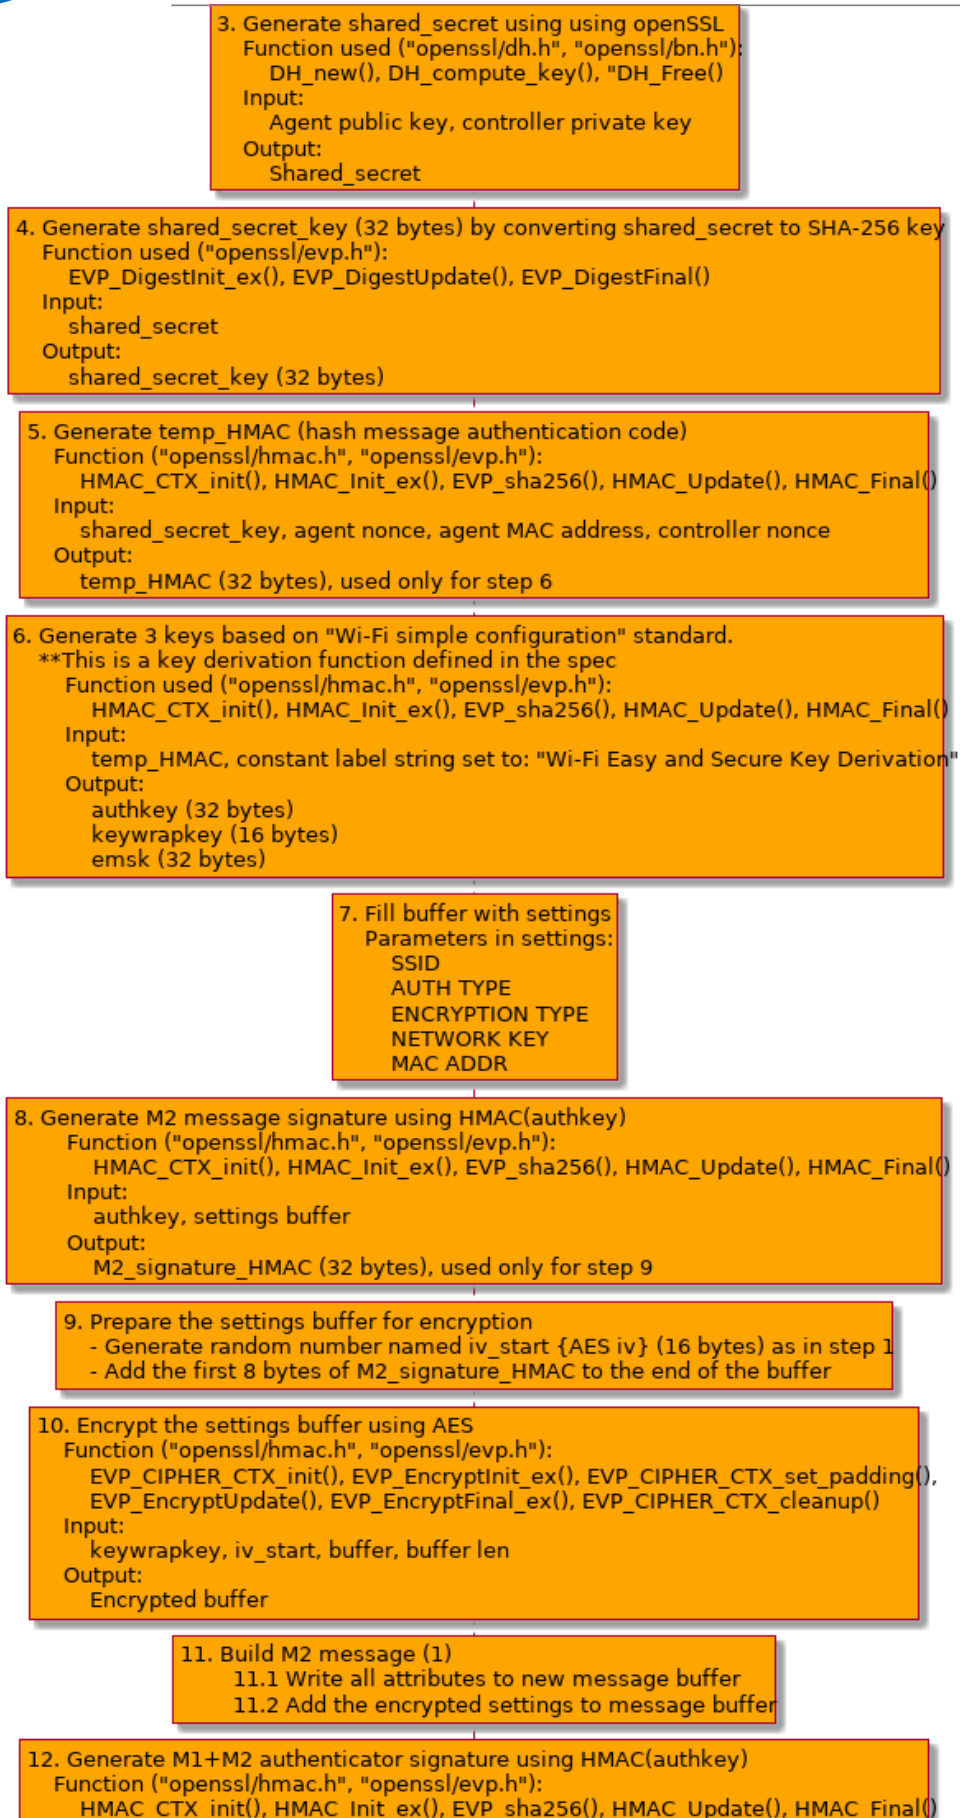 3. Generate shared_secret using using openSSL
Function used ("openssl/dh.h", "openssl/bn.h"):
DH_new(), DH_compute_key(), "DH_Free()
Input:
Agent public key, controller private key
Output:
Shared_secret
4. Generate shared_secret_key (32 bytes) by converting shared_secret to SHA-256 key
Function used ("openssl/evp.h"):
EVP_DigestInit_ex(), EVP_DigestUpdate(), EVP_DigestFinal()
Input:
shared_secret
Output:
shared_secret_key (32 bytes)
5. Generate temp_HMAC (hash message authentication code)
Function ("openssl/hmac.h", "openssl/evp.h"):
HMAC_CTX_init(), HMAC_Init_ex(), EVP_sha256(), HMAC_Update(), HMAC_Final()
Input:
shared_secret_key, agent nonce, agent MAC address, controller nonce
Output:
temp_HMAC (32 bytes), used only for step 6
6. Generate 3 keys based on "Wi-Fi simple configuration" standard.
**This is a key derivation function defined in the spec
Function used ("openssl/hmac.h", "openssl/evp.h"):
HMAC_CTX_init(), HMAC_Init_ex(), EVP_sha256(), HMAC_Update(), HMAC_Final()
Input:
temp_HMAC, constant label string set to: "Wi-Fi Easy and Secure Key Derivation"
Output:
authkey (32 bytes)
keywrapkey (16 bytes)
emsk (32 bytes)
7. Fill buffer with settings
Parameters in settings:
SSID
AUTH TYPE
ENCRYPTION TYPE
NETWORK KEY
MAC ADDR
8. Generate M2 message signature using HMAC(authkey)
Function ("openssl/hmac.h", "openssl/evp.h"):
HMAC_CTX_init(), HMAC_Init_ex(), EVP_sha256(), HMAC_Update(), HMAC_Final()
Input:
authkey, settings buffer
Output:
M2_signature_HMAC (32 bytes), used only for step 9
9. Prepare the settings buffer for encryption
- Generate random number named iv_start {AES iv} (16 bytes) as in step 1
- Add the first 8 bytes of M2_signature_HMAC to the end of the buffer
10. Encrypt the settings buffer using AES
Function ("openssl/hmac.h", "openssl/evp.h"):
EVP_CIPHER_CTX_init(), EVP_EncryptInit_ex(), EVP_CIPHER_CTX_set_padding(),
EVP_EncryptUpdate(), EVP_EncryptFinal_ex(), EVP_CIPHER_CTX_cleanup()
Input:
keywrapkey, iv_start, buffer, buffer len
Output:
Encrypted buffer
11. Build M2 message (1)
11.1 Write all attributes to new message buffer
11.2 Add the encrypted settings to message buffer
12. Generate M1+M2 authenticator signature using HMAC(authkey)
Function ("openssl/hmac.h", "openssl/evp.h"):
HMAC_CTX_init(), HMAC_Init_ex(), EVP_sha256(), HMAC_Update(), HMAC_Final()